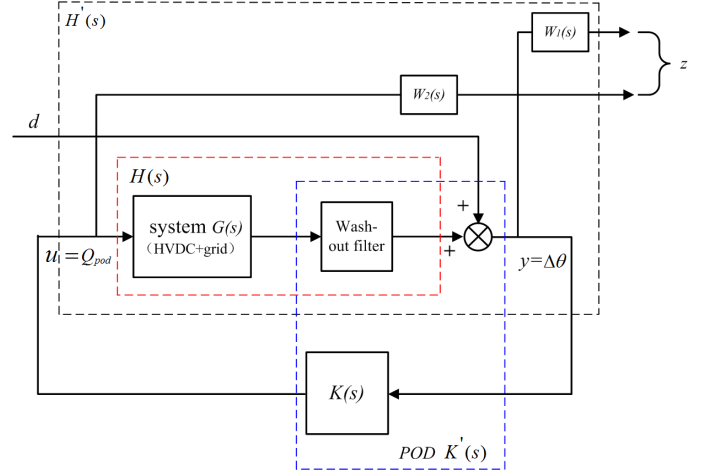 H'(s)
W1(s)
z
W2(s)
d
H(s)
+
system G(s)
(HVDC+grid)
Wash-
out filter
+
u=Qpod
y=Δθ
K(s)
POD K'(s)